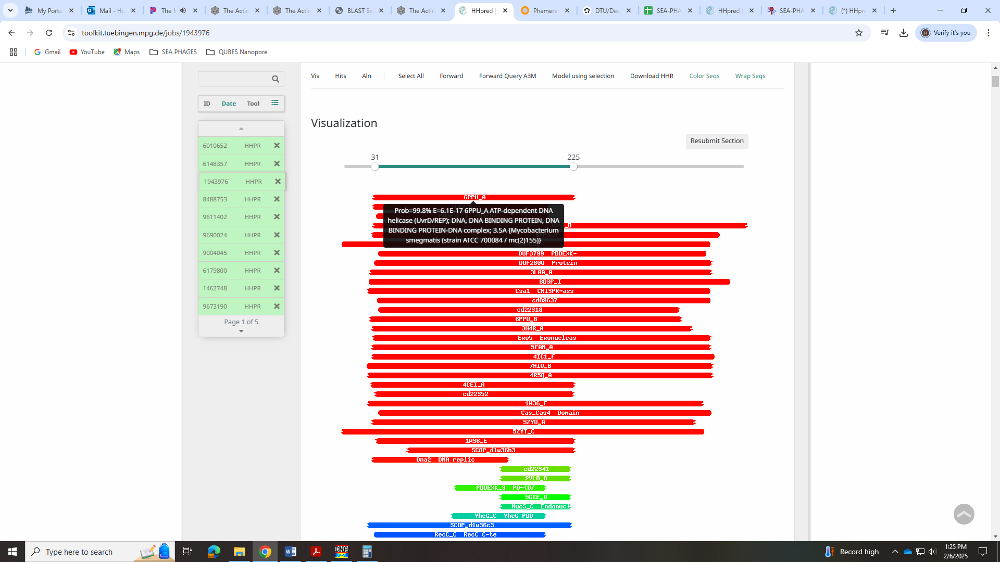 My Porta
Mail - Ho
The M
The Actin
The Actin
BLAST Se
The Actin
HHpred
Phamera
DTU/Dee
SEA-PHA
HHpred
SEA-PHA
(*) HHpre
toolkit.tuebingen.mpg.de/jobs/1943976
Verify it's you
Gmail
YouTube
Maps
SEA PHAGES
QUBES Nanopore
Vis
Hits
Aln
Select All
Forward
Forward Query A3M
Model using selection
Download HHR
Color Seqs
Wrap Seqs
ID
Date
Tool
6010652 HHPR
6148357 HHPR
1943976 HHPR
8488753 HHPR
9611402 HHPR
9690024 HHPR
9004045 HHPR
6179800 HHPR
1462748 HHPR
9673190 HHPR
Page 1 of 5
Visualization
Resubmit Section
31
225
6PPU_A
Prob=99.8% E=6.1E-17 6PPU_A ATP-dependent DNA
helicase (UvrD/REP); DNA, DNA BINDING PROTEIN, DNA
BINDING PROTEIN-DNA complex; 3.5A {Mycobacterium
smegmatis (strain ATCC 700084 / mc(2)155)}
DUF3799 PDDEXK-
DUF2800 Protein
3L0A_A
8D3P_I
Csa1 CRISPR-ass
cd09637
cd22318
6PPU_B
3H4R_A
Exo5 Exonucleas
5EAN_A
4IC1_F
7MID_B
4R5Q_A
4CEI_A
cd22352
1W36_F
Cas_Cas4 Domain
5ZYU_A
5ZYT_C
1W36_E
SCOP_d1w36b3
Dna2 DNA replic
cd22341
2VLD_B
PDDEXK_3 PD-(D/
5GKE_A
NucS_C Endonucl
YhcG_C YhcG PDD
SCOP_d1w36c3
RecC_C RecC C-te
Type here to search
Record high
1:25 PM
2/6/2025